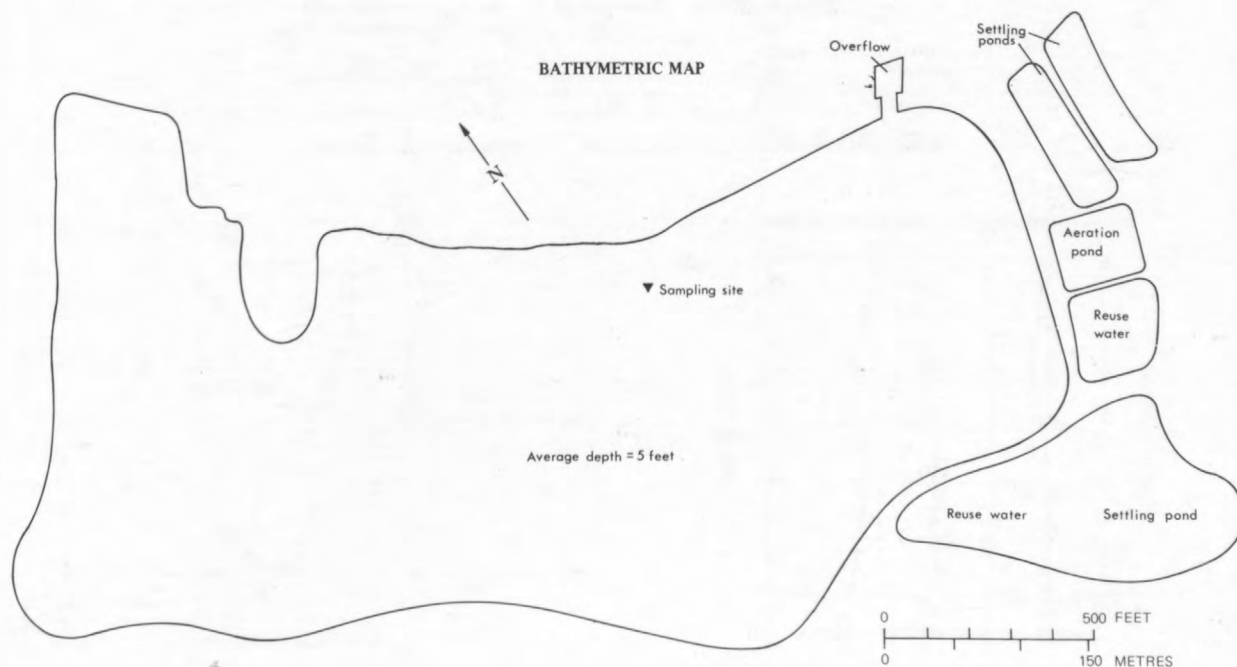 BATHYMETRIC MAP
Overflow
Settling
ponds
N
Aeration
pond
Sampling site
Reuse
water
Average depth = 5 feet
Reuse water
Settling pond
0 500 FEET
0 150 METRES